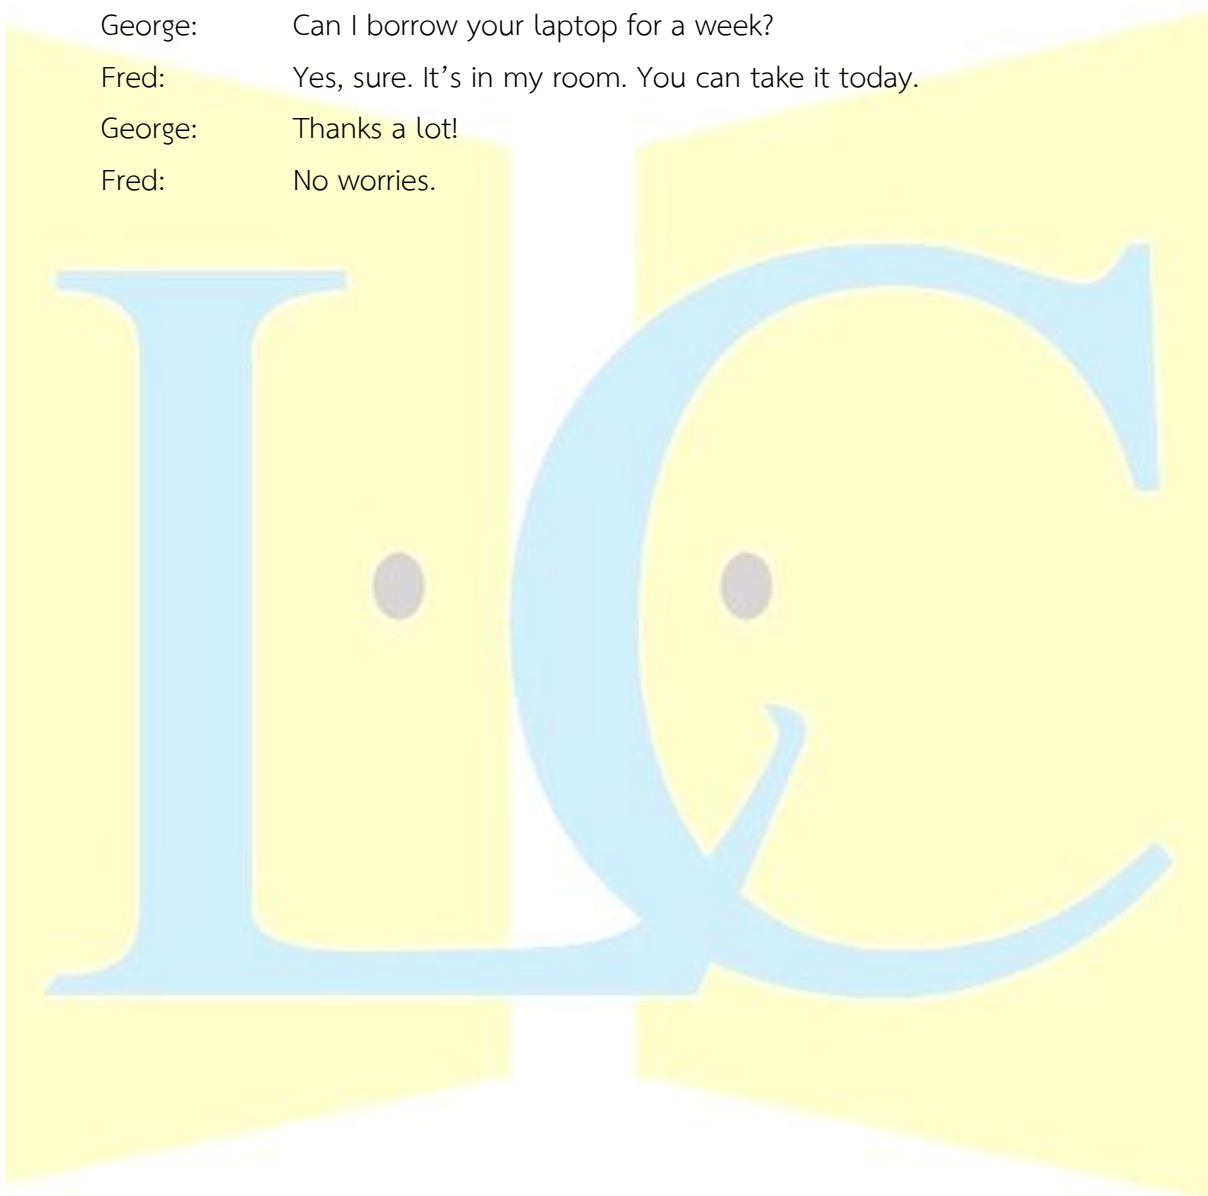 George: Can I borrow your laptop for a week?
Fred: Yes, sure. It’s in my room. You can take it today.
George: Thanks a lot!
Fred: No worries.
LC